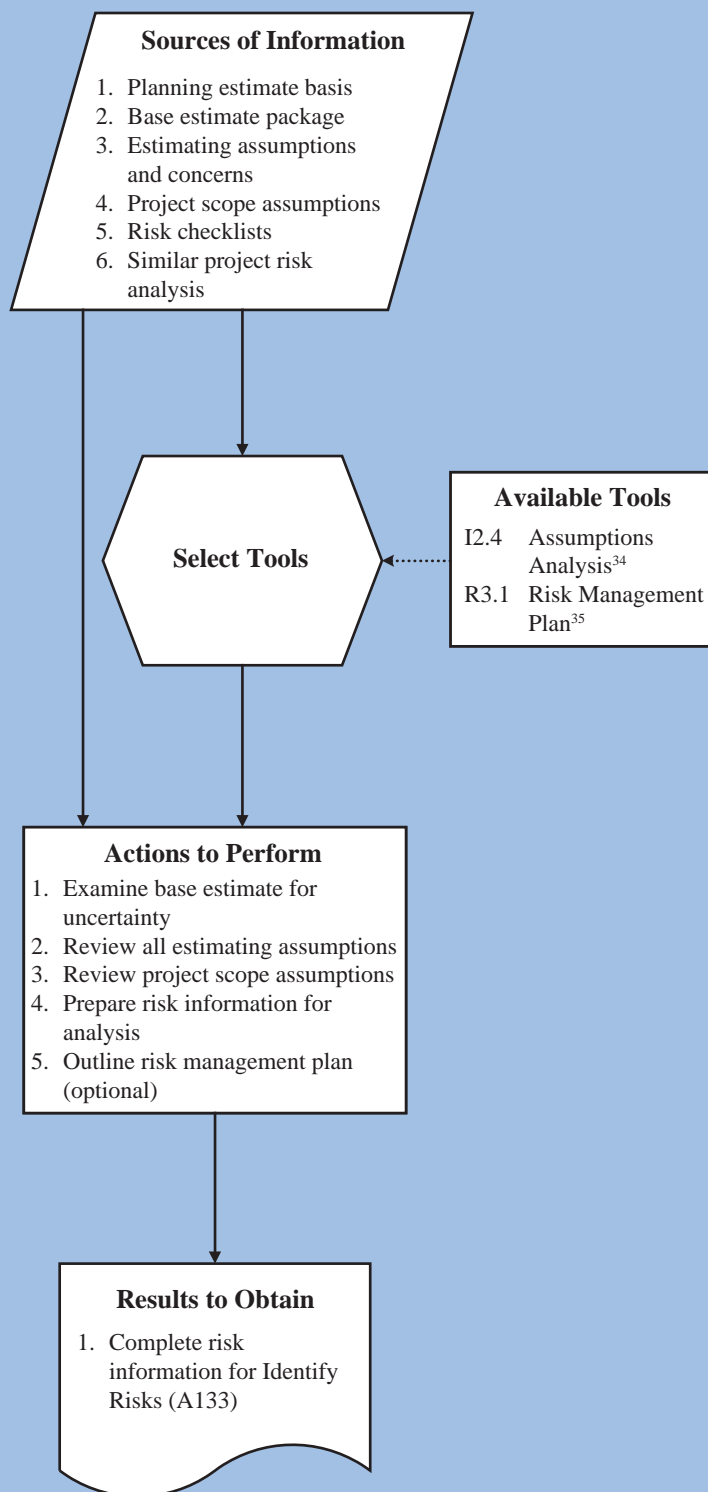 Sources of Information
1. Planning estimate basis
2. Base estimate package
3. Estimating assumptions
and concerns
4. Project scope assumptions
5. Risk checklists
6. Similar project risk
analysis
Select Tools
Available Tools
I2.4 Assumptions
Analysis34
R3.1 Risk Management
Plan35
Actions to Perform
1. Examine base estimate for
uncertainty
2. Review all estimating assumptions
3. Review project scope assumptions
4. Prepare risk information for
analysis
5. Outline risk management plan
(optional)
Results to Obtain
1. Complete risk
information for Identify
Risks (A133)